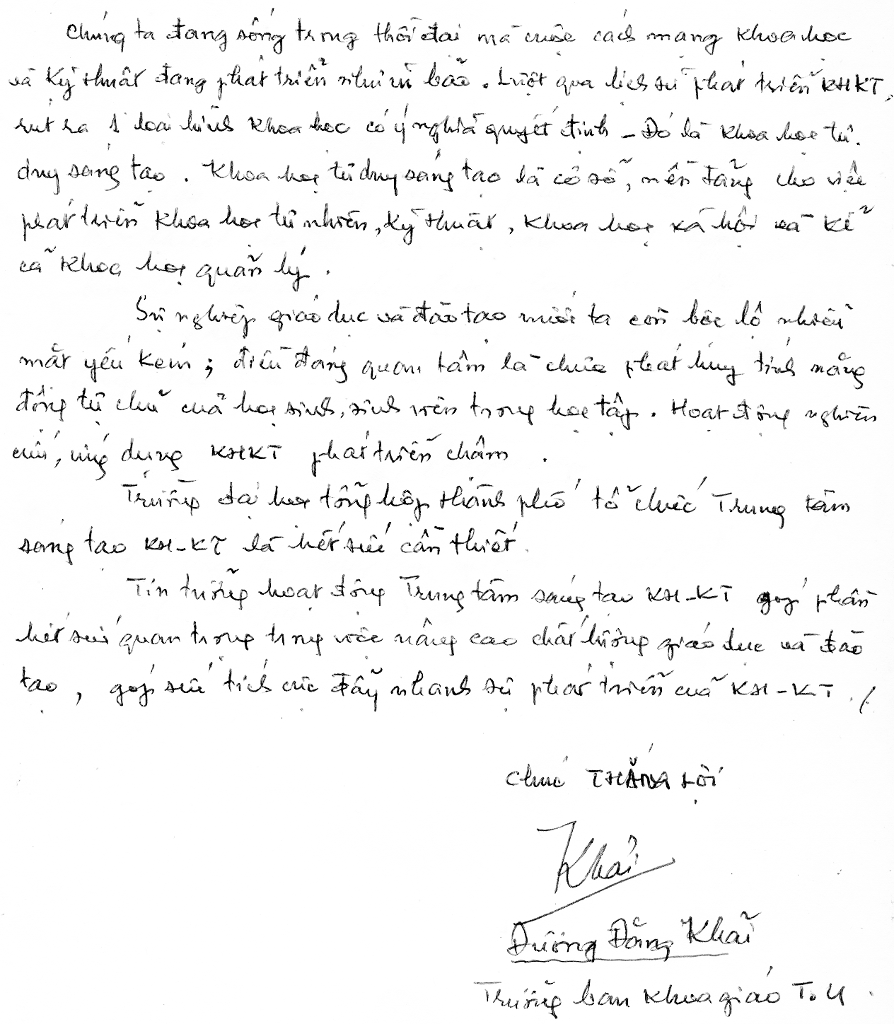 Chúng ta đang sống trong thời đại mà cuộc cách mạng khoa học
và kỹ thuật đang phát triển như vũ bão. Lướt qua lịch sử phát triển KHKT,
rút ra 1 loại hình khoa học có ý nghĩa quyết định - Đó là khoa học tư
duy sáng tạo. Khoa học tư duy sáng tạo là cơ sở, nền tảng cho việc
phát triển khoa học tự nhiên, kỹ thuật, khoa học xã hội và kể
cả khoa học quản lý.
Sự nghiệp giáo dục và đào tạo nước ta còn bộc lộ nhiều
mặt yếu kém; điều đáng quan tâm là chưa phát huy tính năng
động tự chủ của học sinh, sinh viên trong học tập. Hoạt động nghiên
cứu, ứng dụng KHKT phát triển chậm.
Trường đại học tổng hợp thành phố tổ chức Trung tâm
sáng tạo KH-KT là hết sức cần thiết.
Tin tưởng hoạt động Trung tâm sáng tạo KH-KT góp phần
hết sức quan trọng trong việc nâng cao chất lượng giáo dục và đào
tạo, góp sức tích cực đẩy nhanh sự phát triển của KH-KT./
Chúc THẮNG LỢI
Khải
Dương Đăng Khải
Trưởng ban khoa giáo T.U.